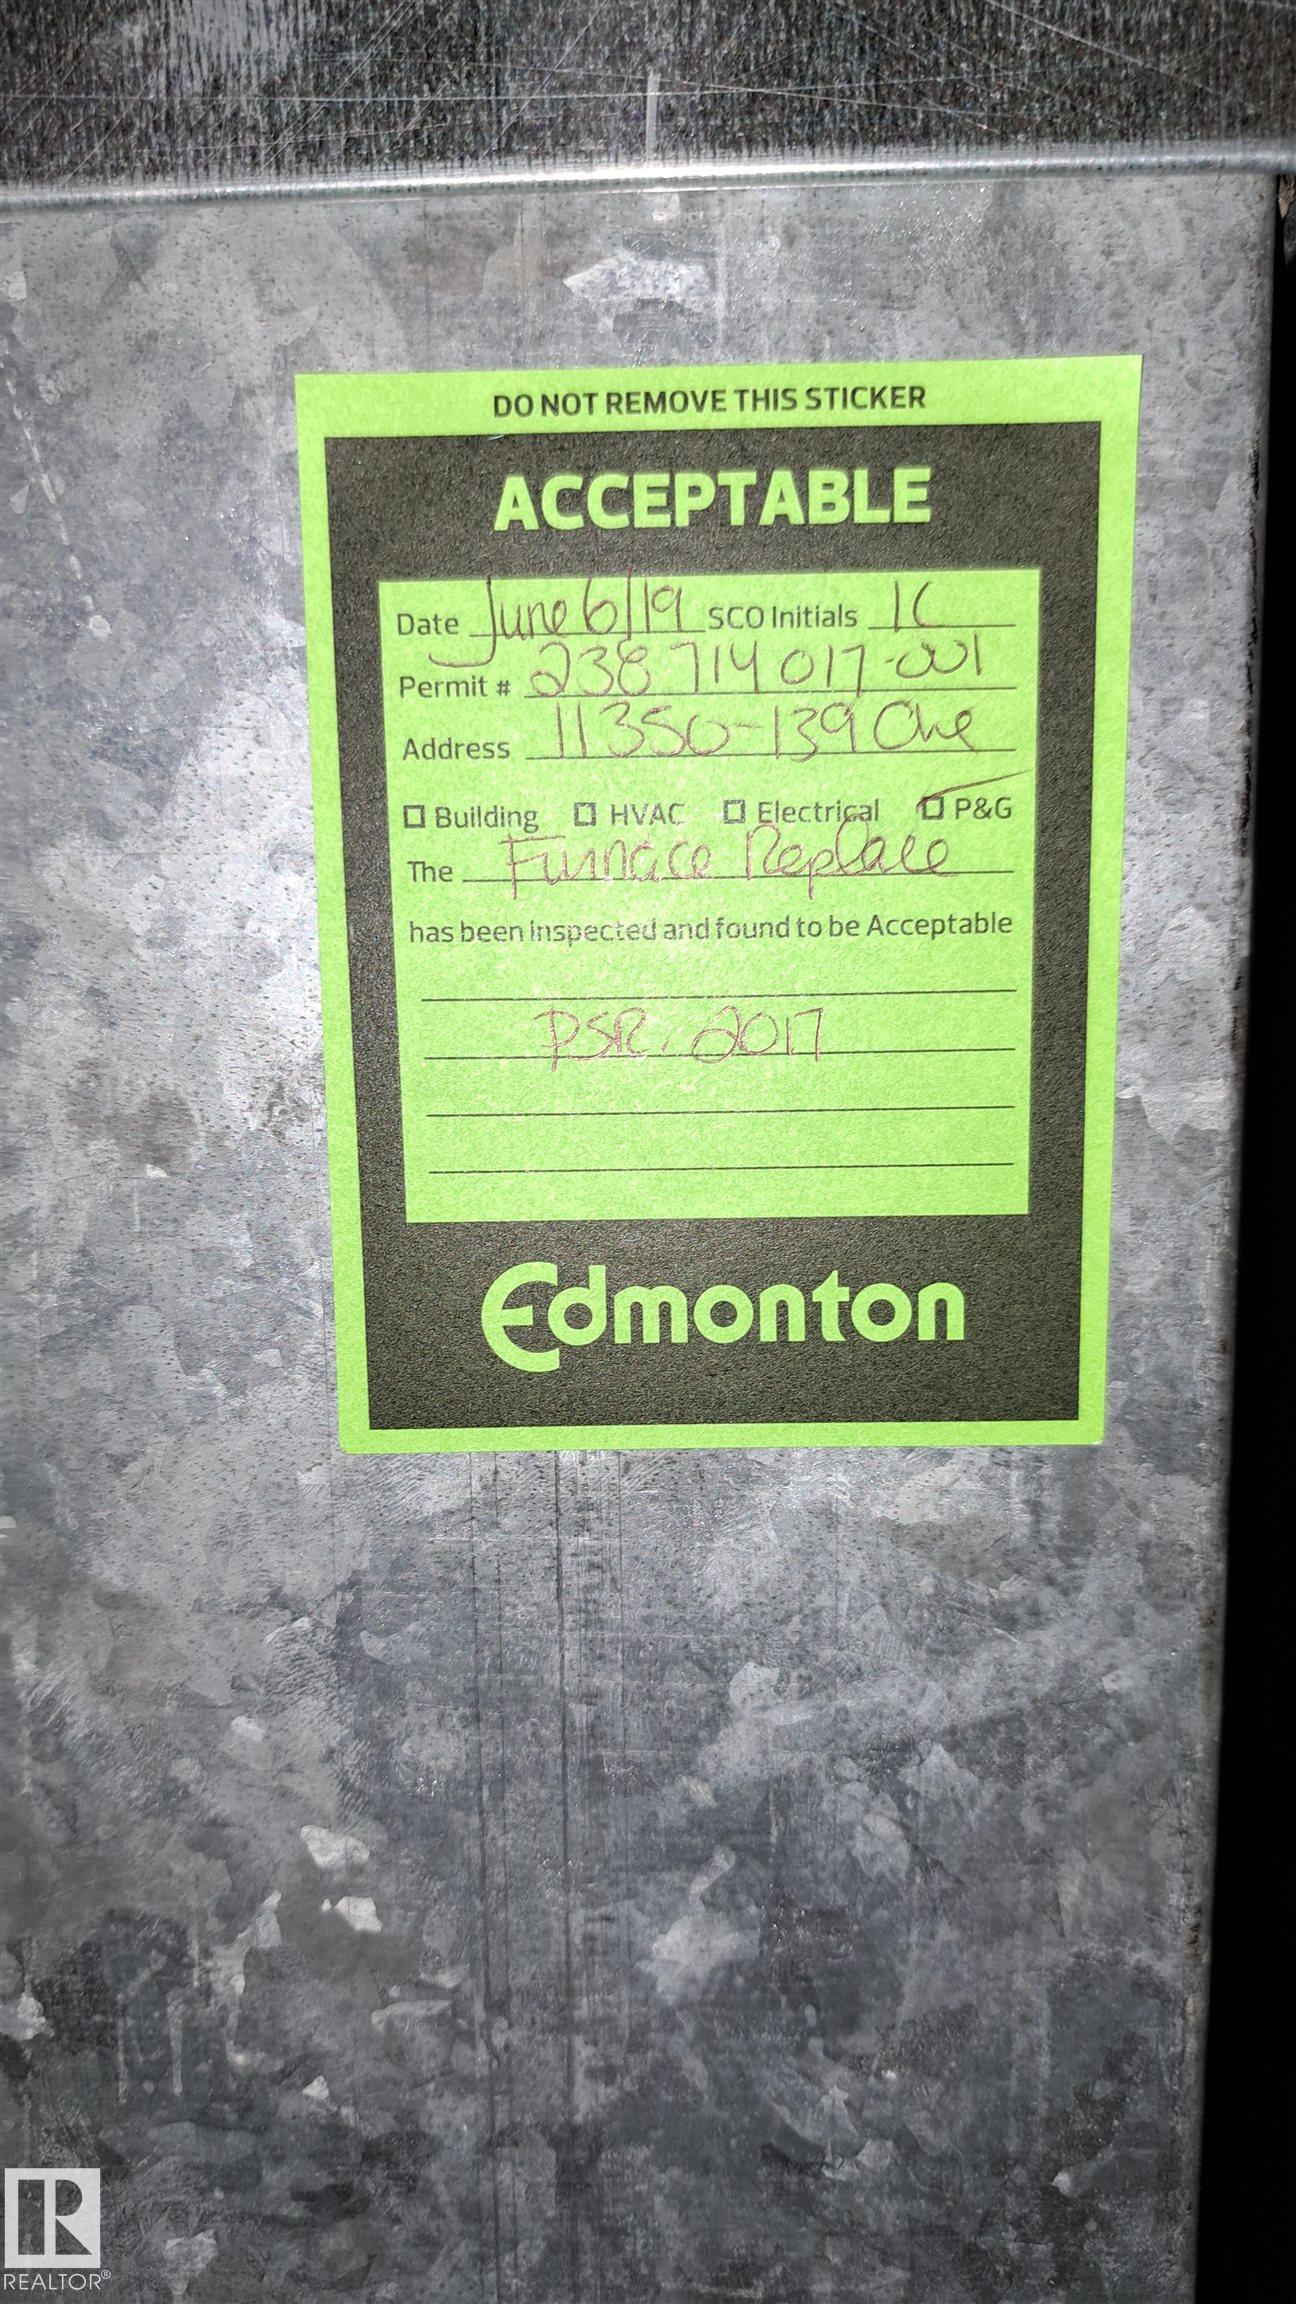 DO NOT REMOVE THIS STICKER
ACCEPTABLE
Date June 6/19 SCO Initials IC
Permit # 238714017-001
Address 11350-139 Ave
Building HVAC Electrical P&G
The Furnace Replace
has been inspected and found to be Acceptable
PSR. 2017
Edmonton
REALTOR®